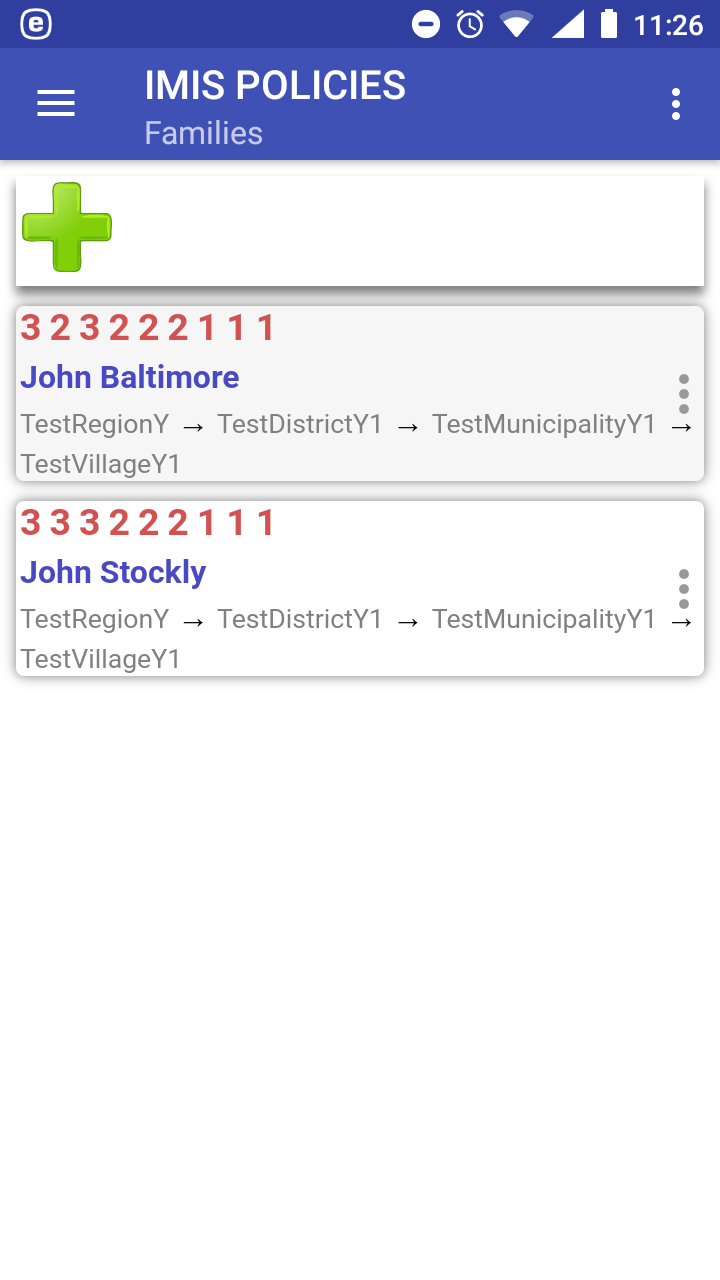 e 11:26
IMIS POLICIES
Families
3 2 3 2 2 2 1 1 1
John Baltimore
TestRegionY → TestDistrictY1 → TestMunicipalityY1 →
TestVillageY1
3 3 3 2 2 2 1 1 1
John Stockly
TestRegionY → TestDistrictY1 → TestMunicipalityY1 →
TestVillageY1